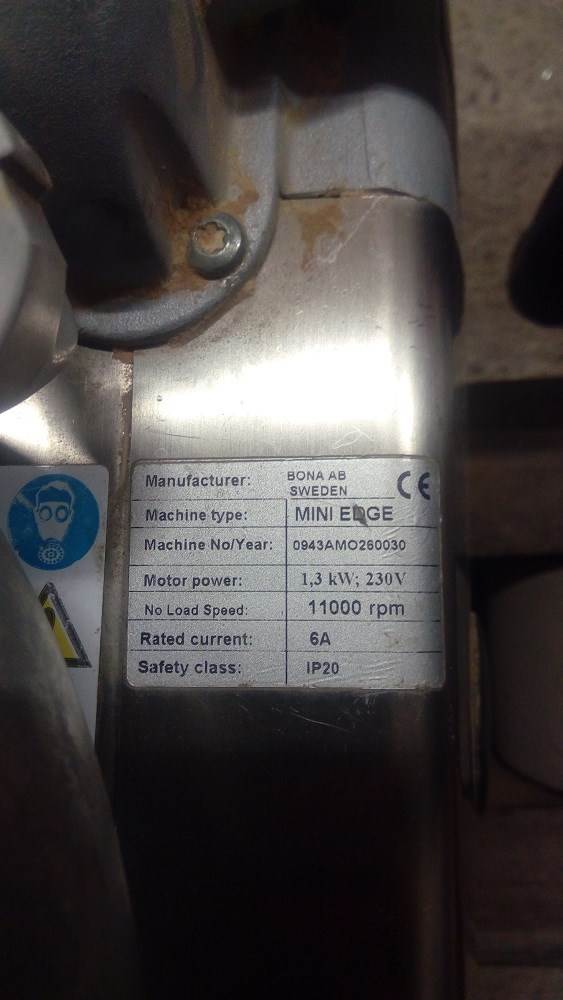 Manufacturer: BONA AB SWEDEN CE
Machine type: MINI EDGE
Machine No/Year: 0943AMO260030
Motor power: 1,3 kW; 230V
No Load Speed: 11000 rpm
Rated current: 6A
Safety class: IP20